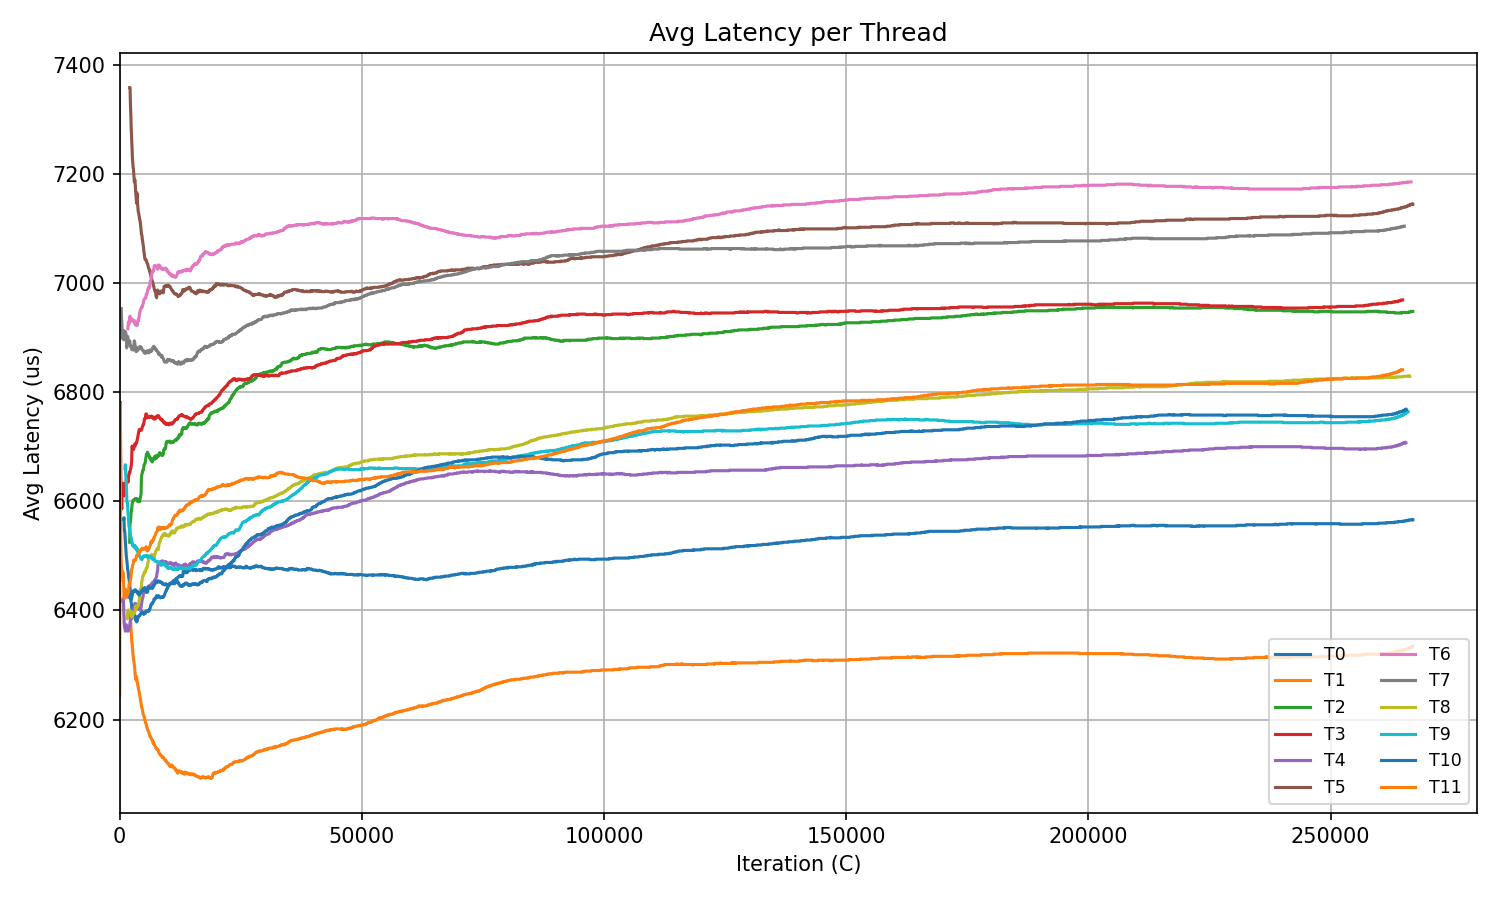 Avg Latency per Thread
Avg Latency (us)
7400
7200
7000
6800
6600
6400
6200
0 50000 100000 150000 200000 250000
Iteration (C)
T0 T6
T1 T7
T2 T8
T3 T9
T4 T10
T5 T11